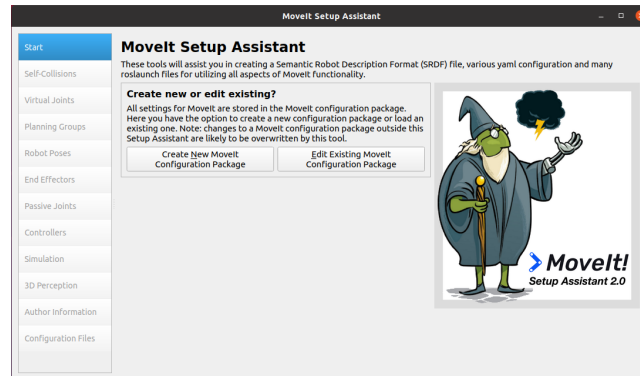 MoveIt Setup Assistant
Start
Self-Collisions
Virtual Joints
Planning Groups
Robot Poses
End Effectors
Passive Joints
Controllers
Simulation
3D Perception
Author Information
Configuration Files
MoveIt Setup Assistant
These tools will assist you in creating a Semantic Robot Description Format (SRDF) file, various yaml configuration and many
roslaunch files for utilizing all aspects of MoveIt functionality.
Create new or edit existing?
All settings for MoveIt are stored in the MoveIt configuration package.
Here you have the option to create a new configuration package or load an
existing one. Note: changes to a MoveIt configuration package outside this
Setup Assistant are likely to be overwritten by this tool.
Create New MoveIt
Configuration Package
Edit Existing MoveIt
Configuration Package
MoveIt!
Setup Assistant 2.0